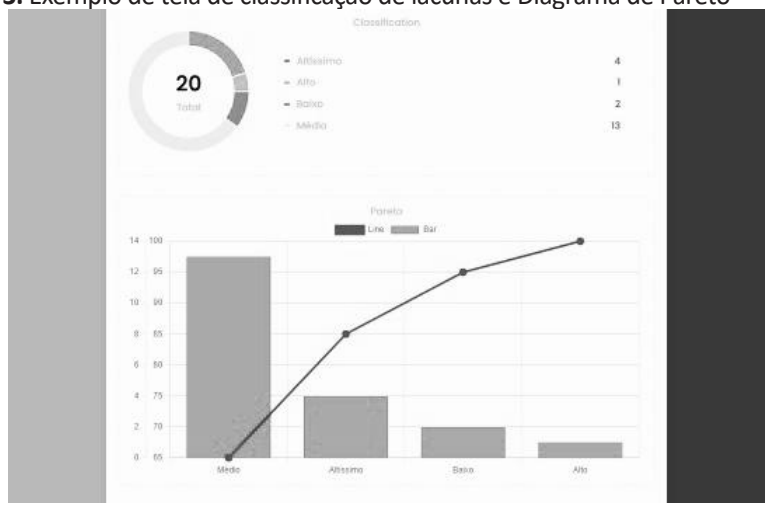 3. Exemplo de tela de classificação de lacunas e Diagrama de Pareto
Classification
20
Total
Altíssimo 4
Alto 1
Baixo 2
Médio 13
Pareto
Line Bar
14 100
12 95
10 90
8 85
6 80
4 75
2 70
0 65
Médio Altíssimo Baixo Alto